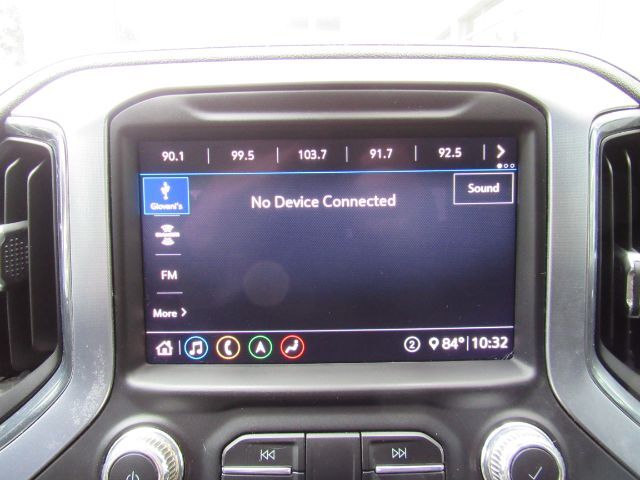 90.1 99.5 103.7 91.7 92.5
Giovani's
No Device Connected
Sound
FM
More
2 84° 10:32